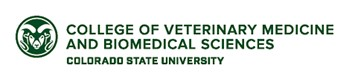 COLLEGE OF VETERINARY MEDICINE
AND BIOMEDICAL SCIENCES
COLORADO STATE UNIVERSITY